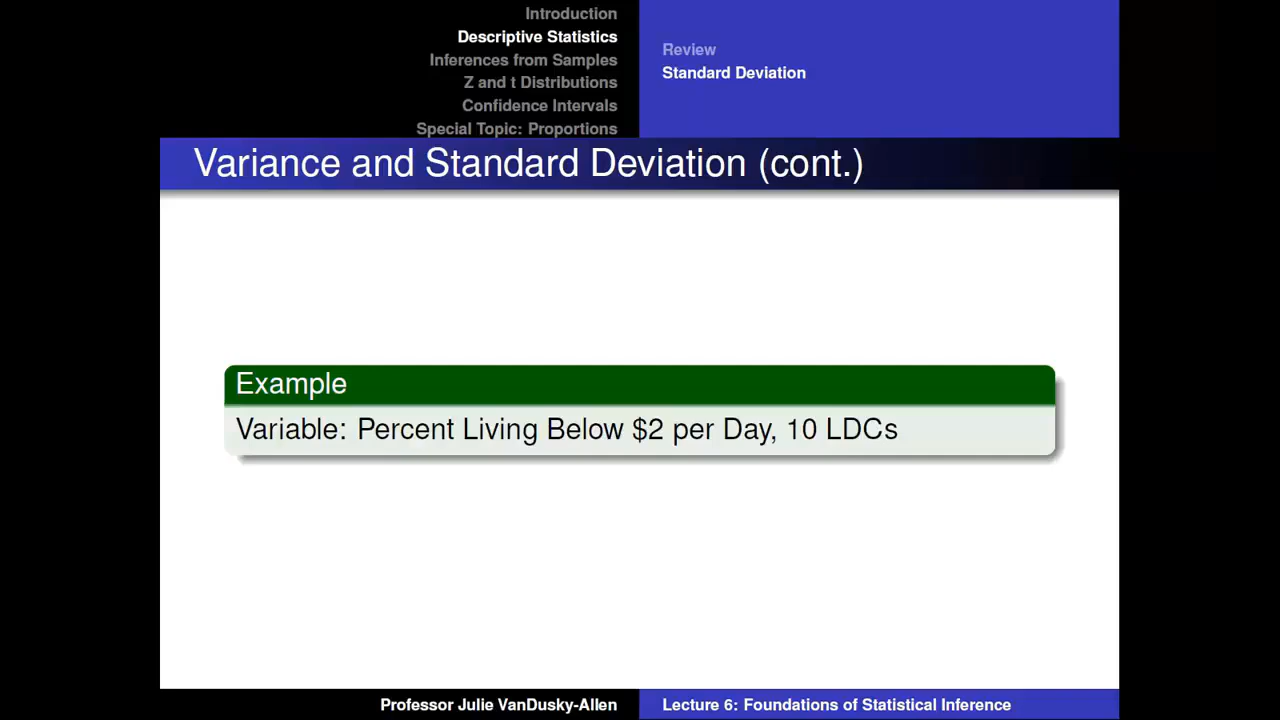 Introduction
Descriptive Statistics
Inferences from Samples
Z and t Distributions
Confidence Intervals
Special Topic: Proportions
Review
Standard Deviation
Variance and Standard Deviation (cont.)
Example
Variable: Percent Living Below $2 per Day, 10 LDCs
Professor Julie VanDusky-Allen
Lecture 6: Foundations of Statistical Inference